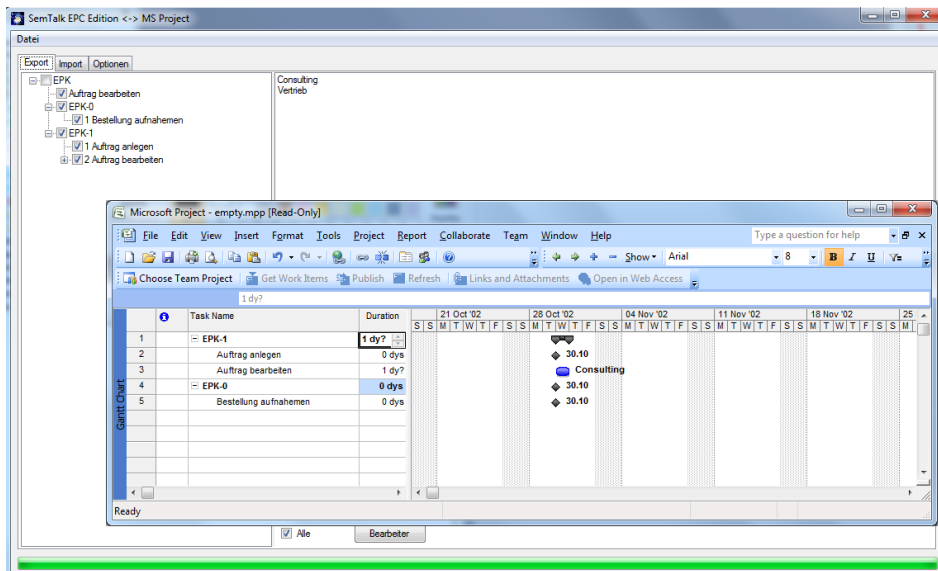 SemTalk EPC Edition <-> MS Project
Datei
Export Import Optionen
EPK
Auftrag bearbeiten
EPK-0
1 Bestellung aufnahemen
EPK-1
1 Auftrag anlegen
2 Auftrag bearbeiten
Consulting
Vertrieb
Microsoft Project - empty.mpp [Read-Only]
File Edit View Insert Format Tools Project Report Collaborate Team Window Help Type a question for help
Show Arial 8 B I U
Choose Team Project Get Work Items Publish Refresh Links and Attachments Open in Web Access
1 dy?
Task Name Duration 21 Oct '02 28 Oct '02 04 Nov '02 11 Nov '02 18 Nov '02 25
S S M T W T F S S M T W T F S S M T W T F S S M T W T F S S M T W T F S S M
1 EPK-1 1 dy?
2 Auftrag anlegen 0 dys 30.10
3 Auftrag bearbeiten 1 dy? Consulting
4 EPK-0 0 dys 30.10
5 Bestellung aufnahemen 0 dys 30.10
Gantt Chart
Ready
Alle Bearbeiter